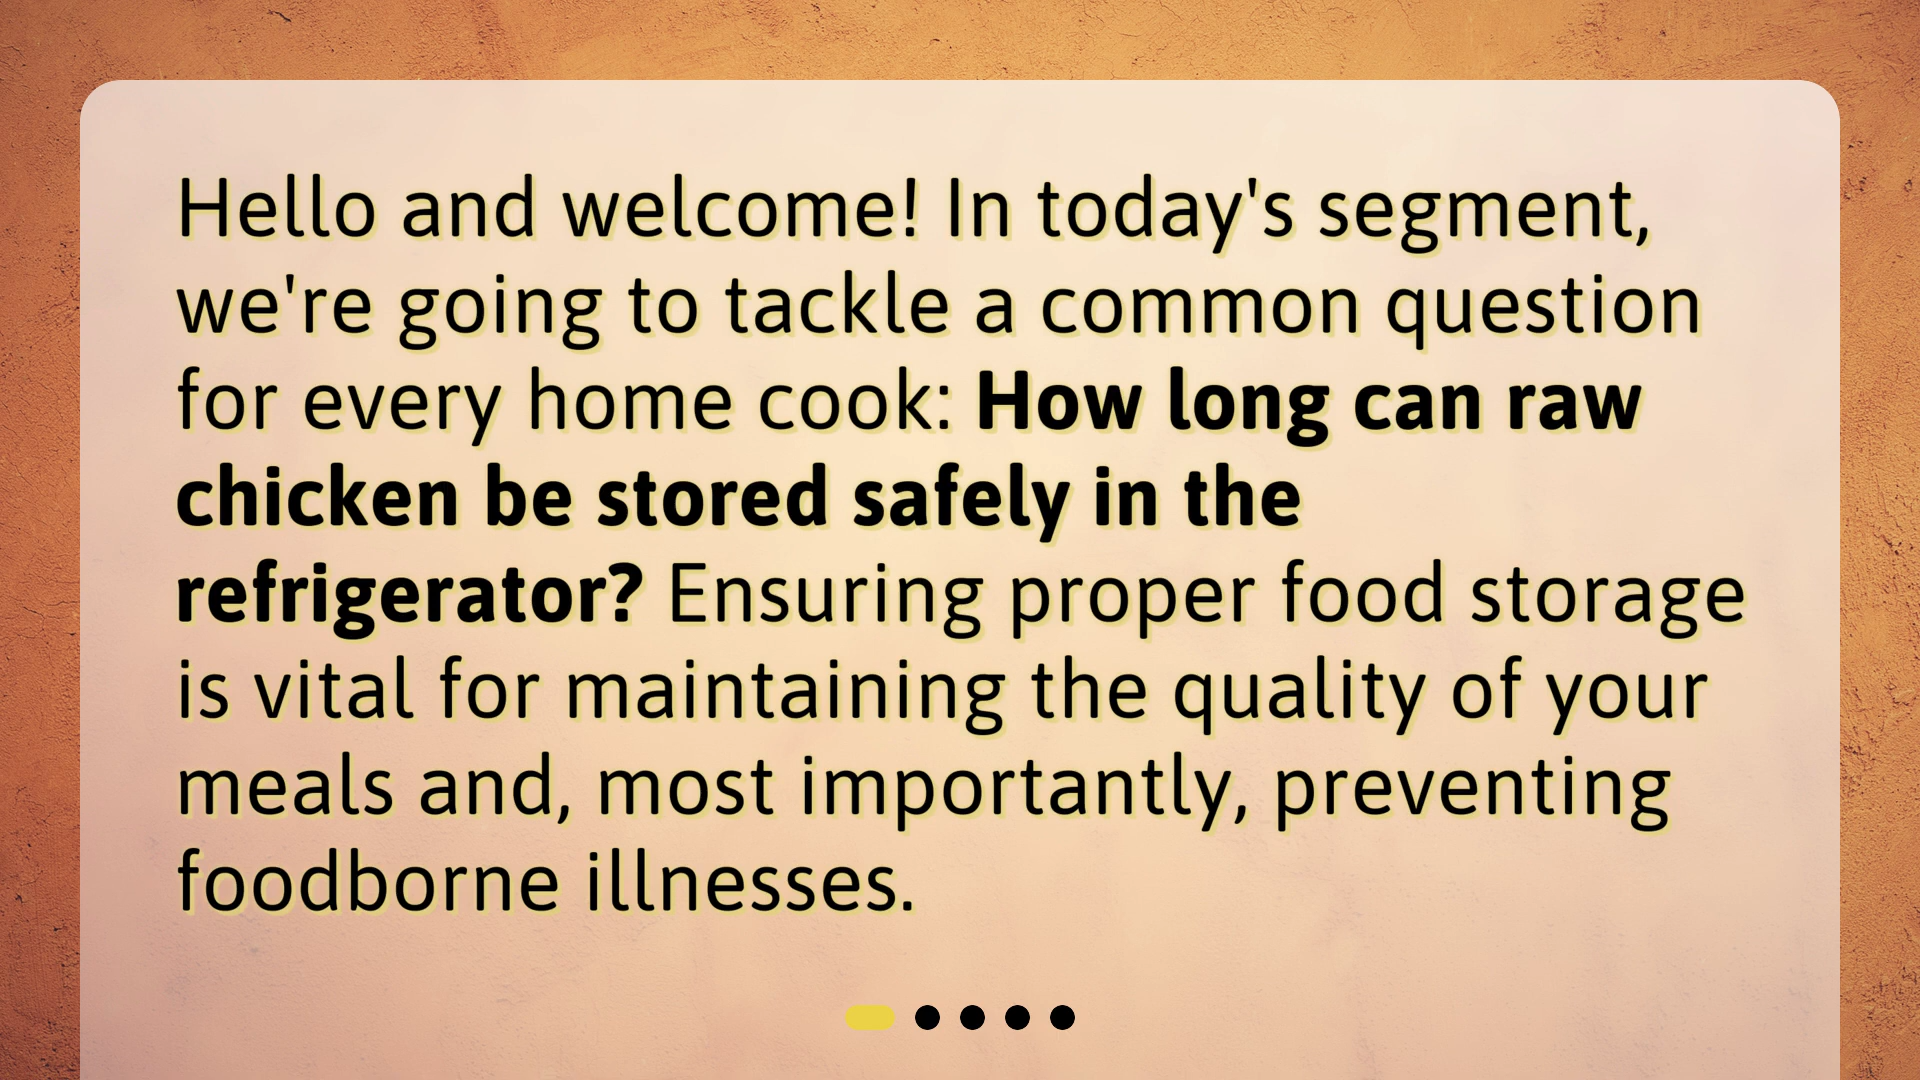 Hello and welcome! In today's segment,
we're going to tackle a common question
for every home cook: How long can raw
chicken be stored safely in the
refrigerator? Ensuring proper food storage
is vital for maintaining the quality of your
meals and, most importantly, preventing
foodborne illnesses.